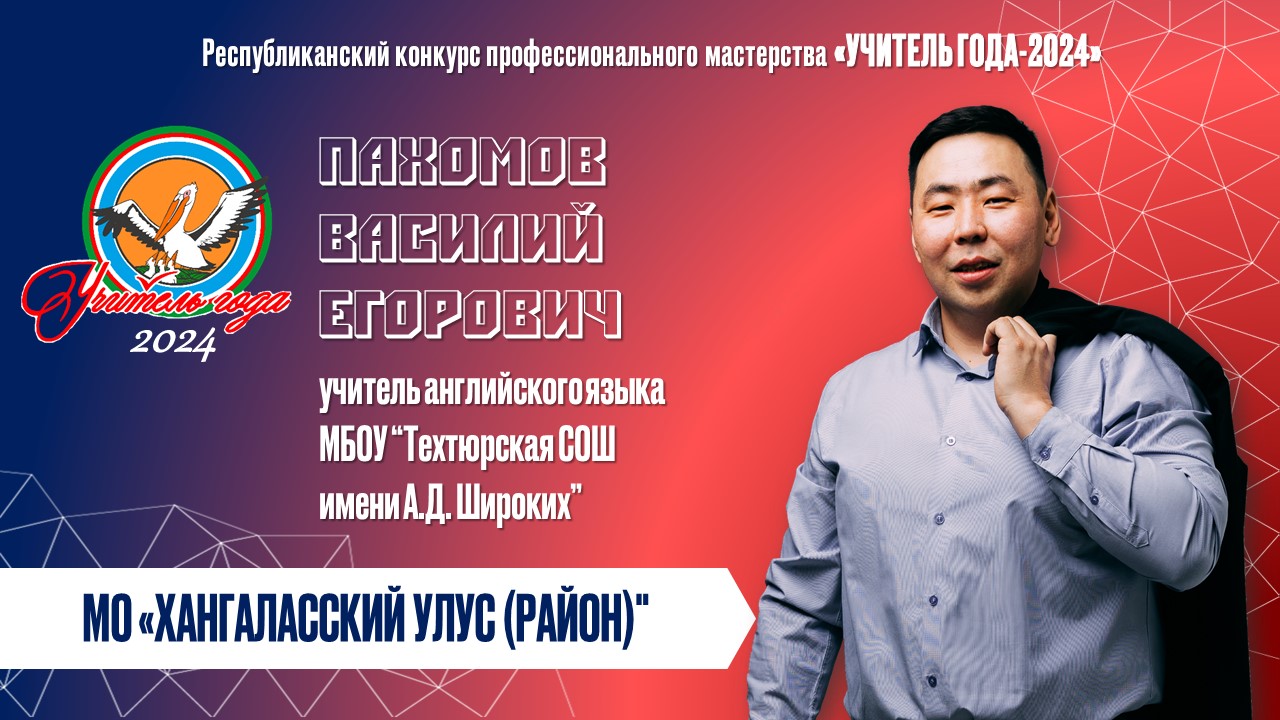 Республиканский конкурс профессионального мастерства «УЧИТЕЛЬ ГОДА-2024»
Учитель года
2024
ПАХОМОВ
ВАСИЛИЙ
ЕГОРОВИЧ
учитель английского языка
МБОУ “Техтюрская СОШ
имени А.Д. Широких”
МО «ХАНГАЛАССКИЙ УЛУС (РАЙОН)"